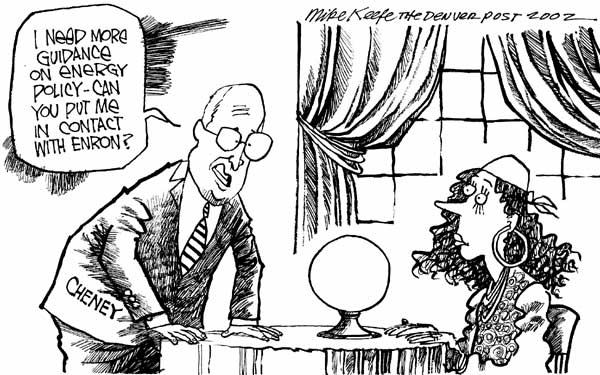 Mike Keefe THE DENVER POST 2002
I NEED MORE
GUIDANCE
ON ENERGY
POLICY - CAN
YOU PUT ME
IN CONTACT
WITH ENRON?
CHENEY